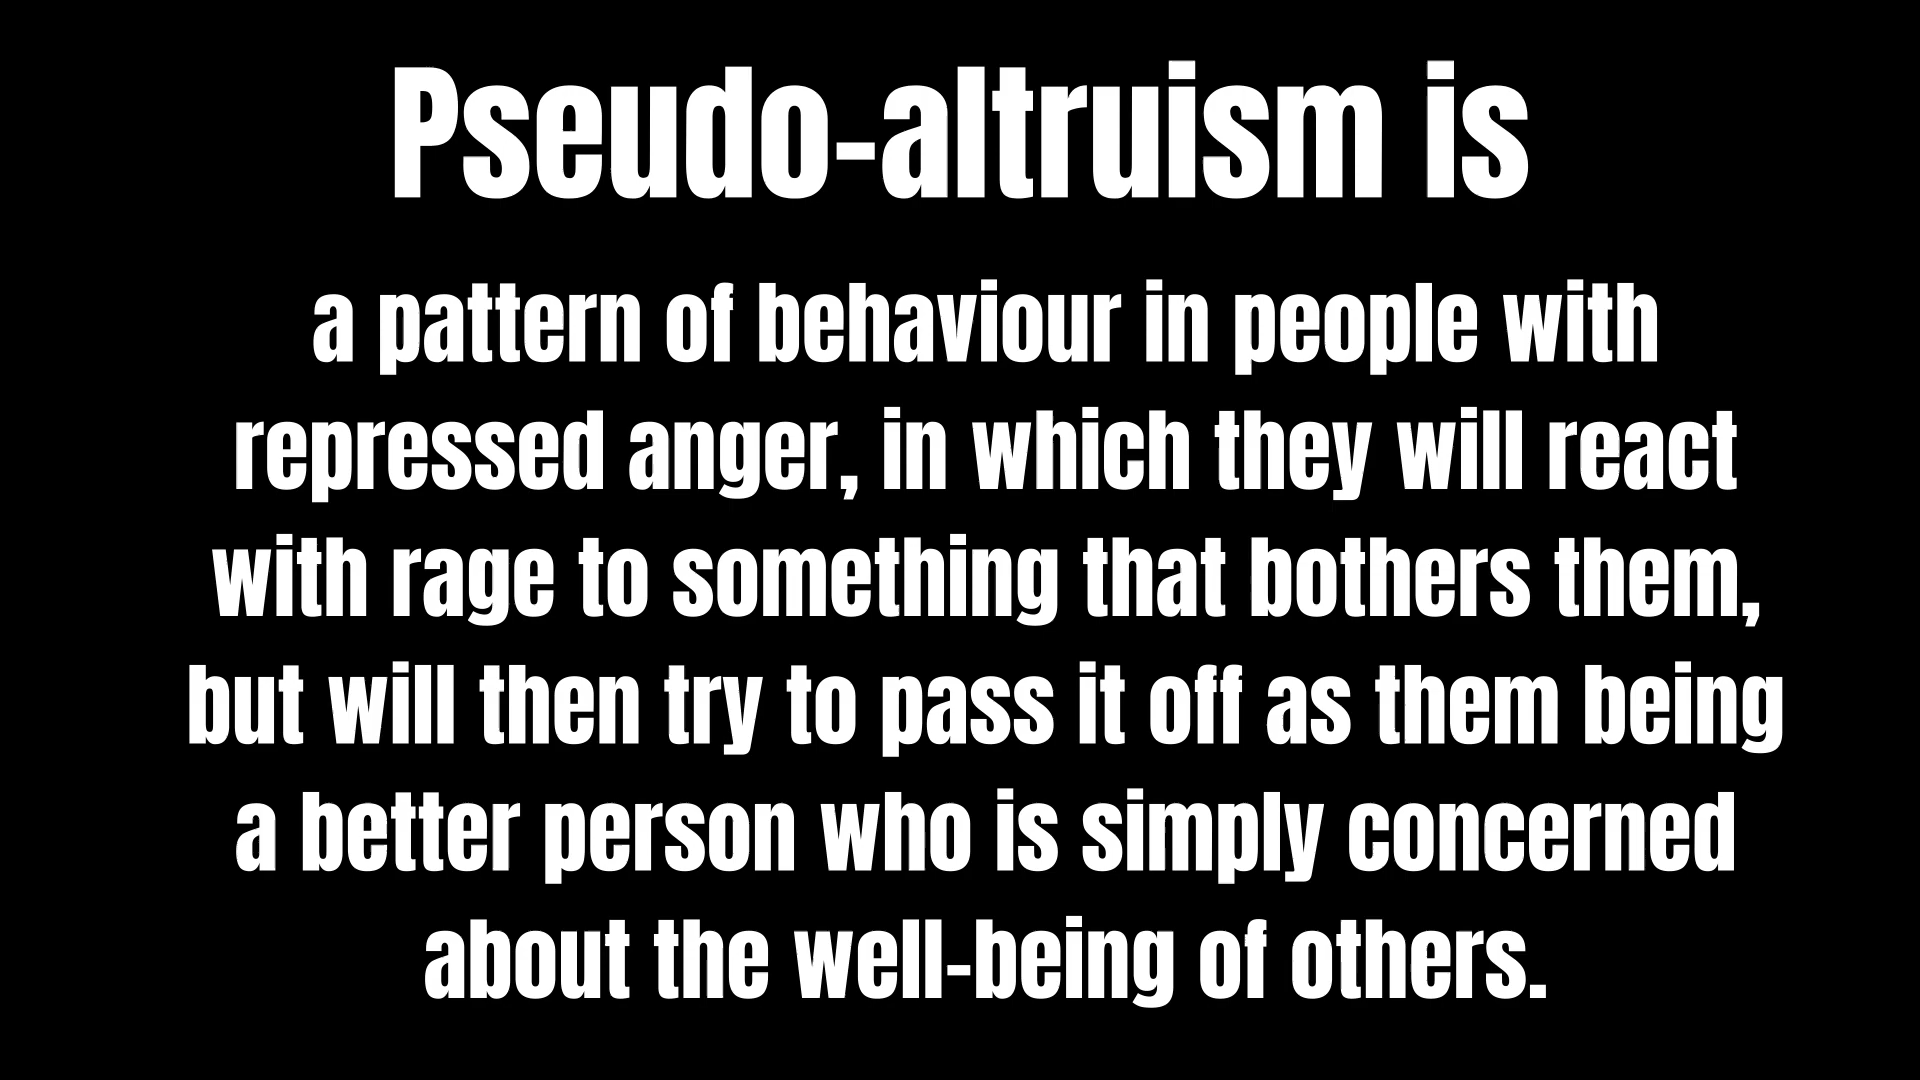 Pseudo-altruism is
a pattern of behaviour in people with
repressed anger, in which they will react
with rage to something that bothers them,
but will then try to pass it off as them being
a better person who is simply concerned
about the well-being of others.